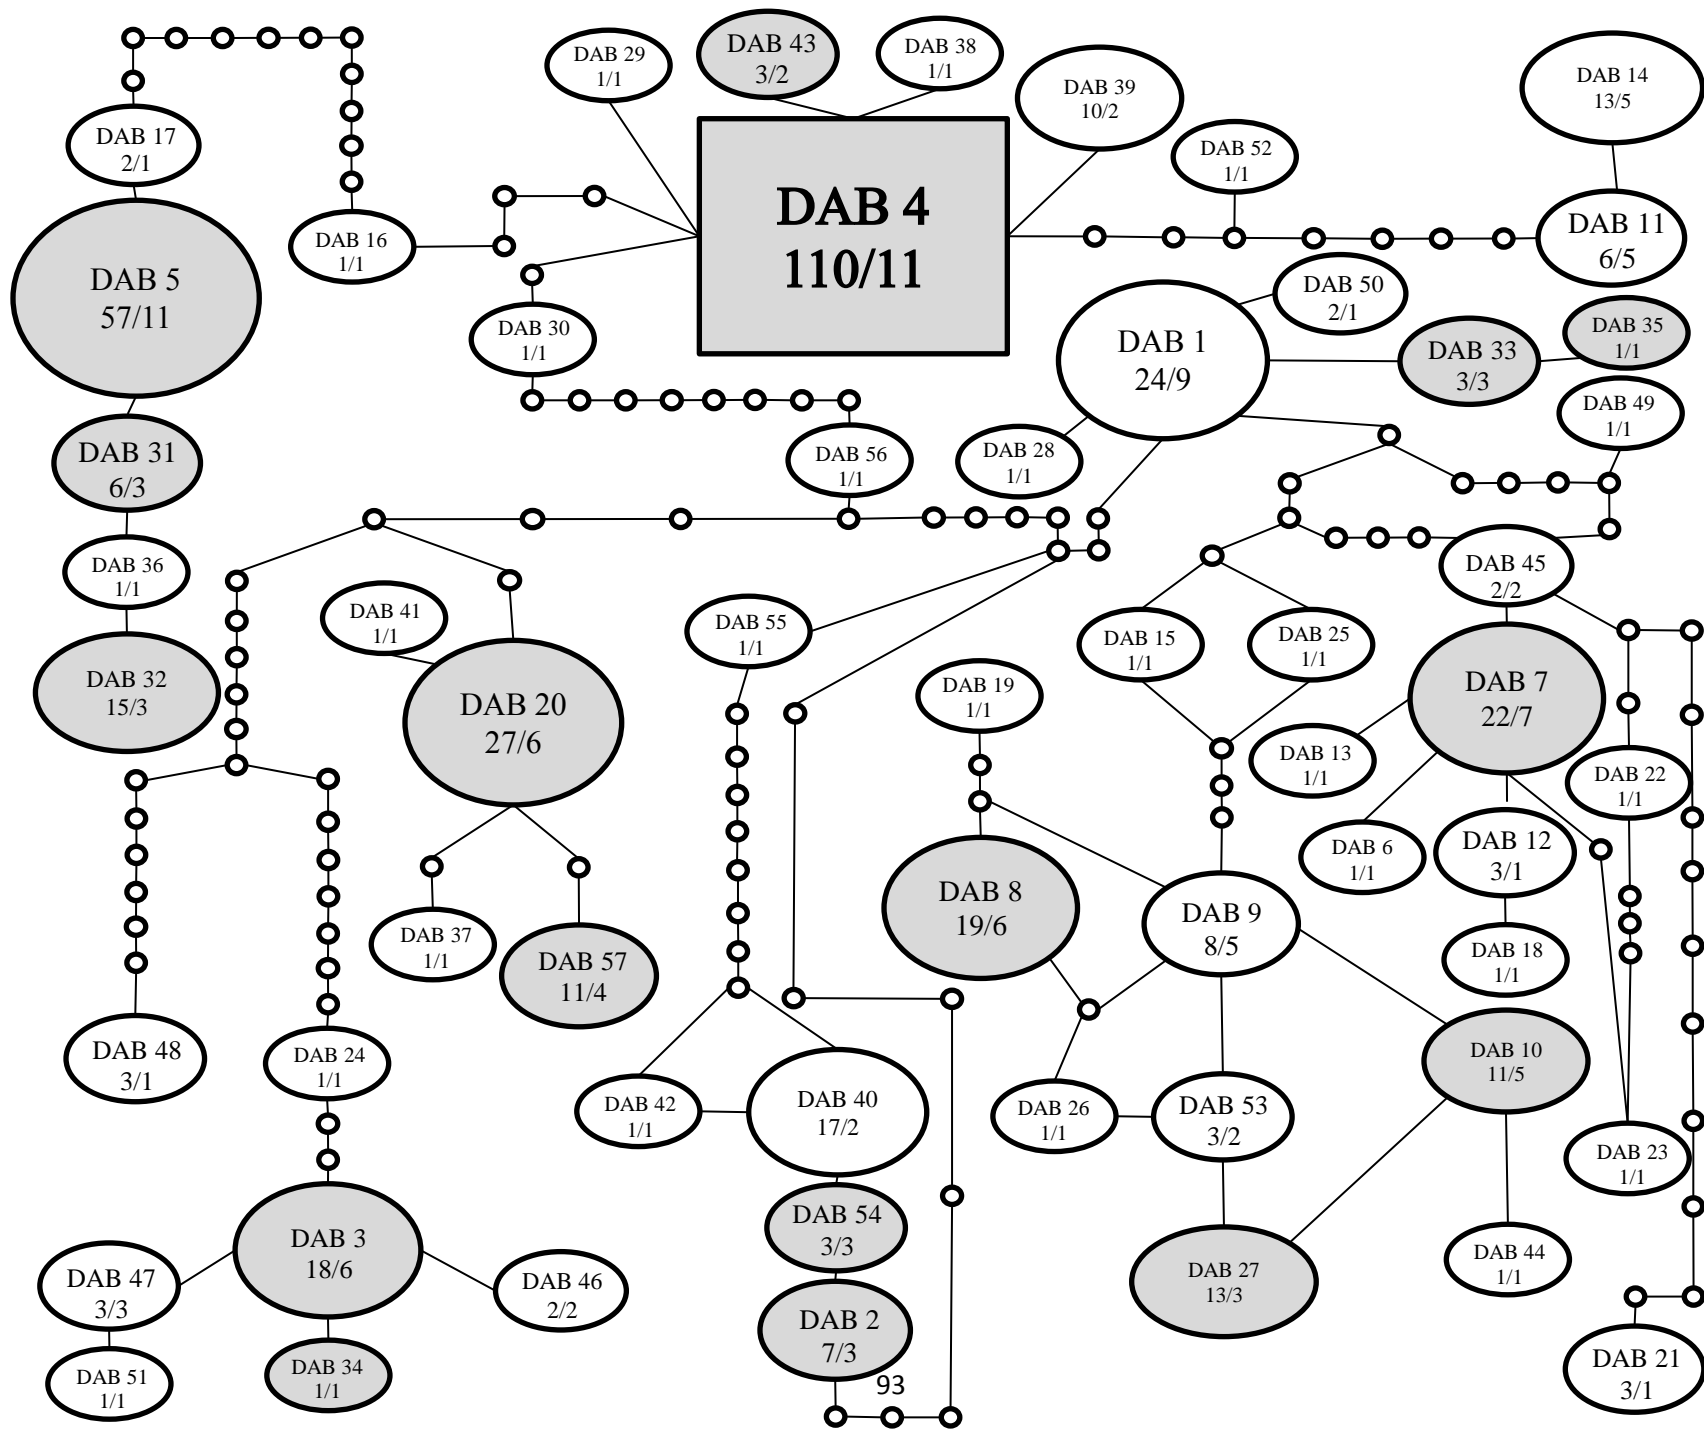 DAB 29
1/1
DAB 43
3/2
DAB 38
1/1
DAB 39
10/2
DAB 14
13/5
DAB 17
2/1
DAB 52
1/1
DAB 4
110/11
DAB 16
1/1
DAB 11
6/5
DAB 5
57/11
DAB 50
2/1
DAB 30
1/1
DAB 1
24/9
DAB 33
3/3
DAB 35
1/1
DAB 49
1/1
DAB 31
6/3
DAB 56
1/1
DAB 28
1/1
DAB 36
1/1
DAB 45
2/2
DAB 41
1/1
DAB 55
1/1
DAB 15
1/1
DAB 25
1/1
DAB 32
15/3
DAB 20
27/6
DAB 19
1/1
DAB 7
22/7
DAB 13
1/1
DAB 22
1/1
DAB 6
1/1
DAB 12
3/1
DAB 8
19/6
DAB 9
8/5
DAB 37
1/1
DAB 57
11/4
DAB 18
1/1
DAB 48
3/1
DAB 24
1/1
DAB 10
11/5
DAB 42
1/1
DAB 40
17/2
DAB 26
1/1
DAB 53
3/2
DAB 23
1/1
DAB 54
3/3
DAB 3
18/6
DAB 47
3/3
DAB 46
2/2
DAB 27
13/3
DAB 44
1/1
DAB 2
7/3
DAB 51
1/1
DAB 34
1/1
DAB 21
3/1
93